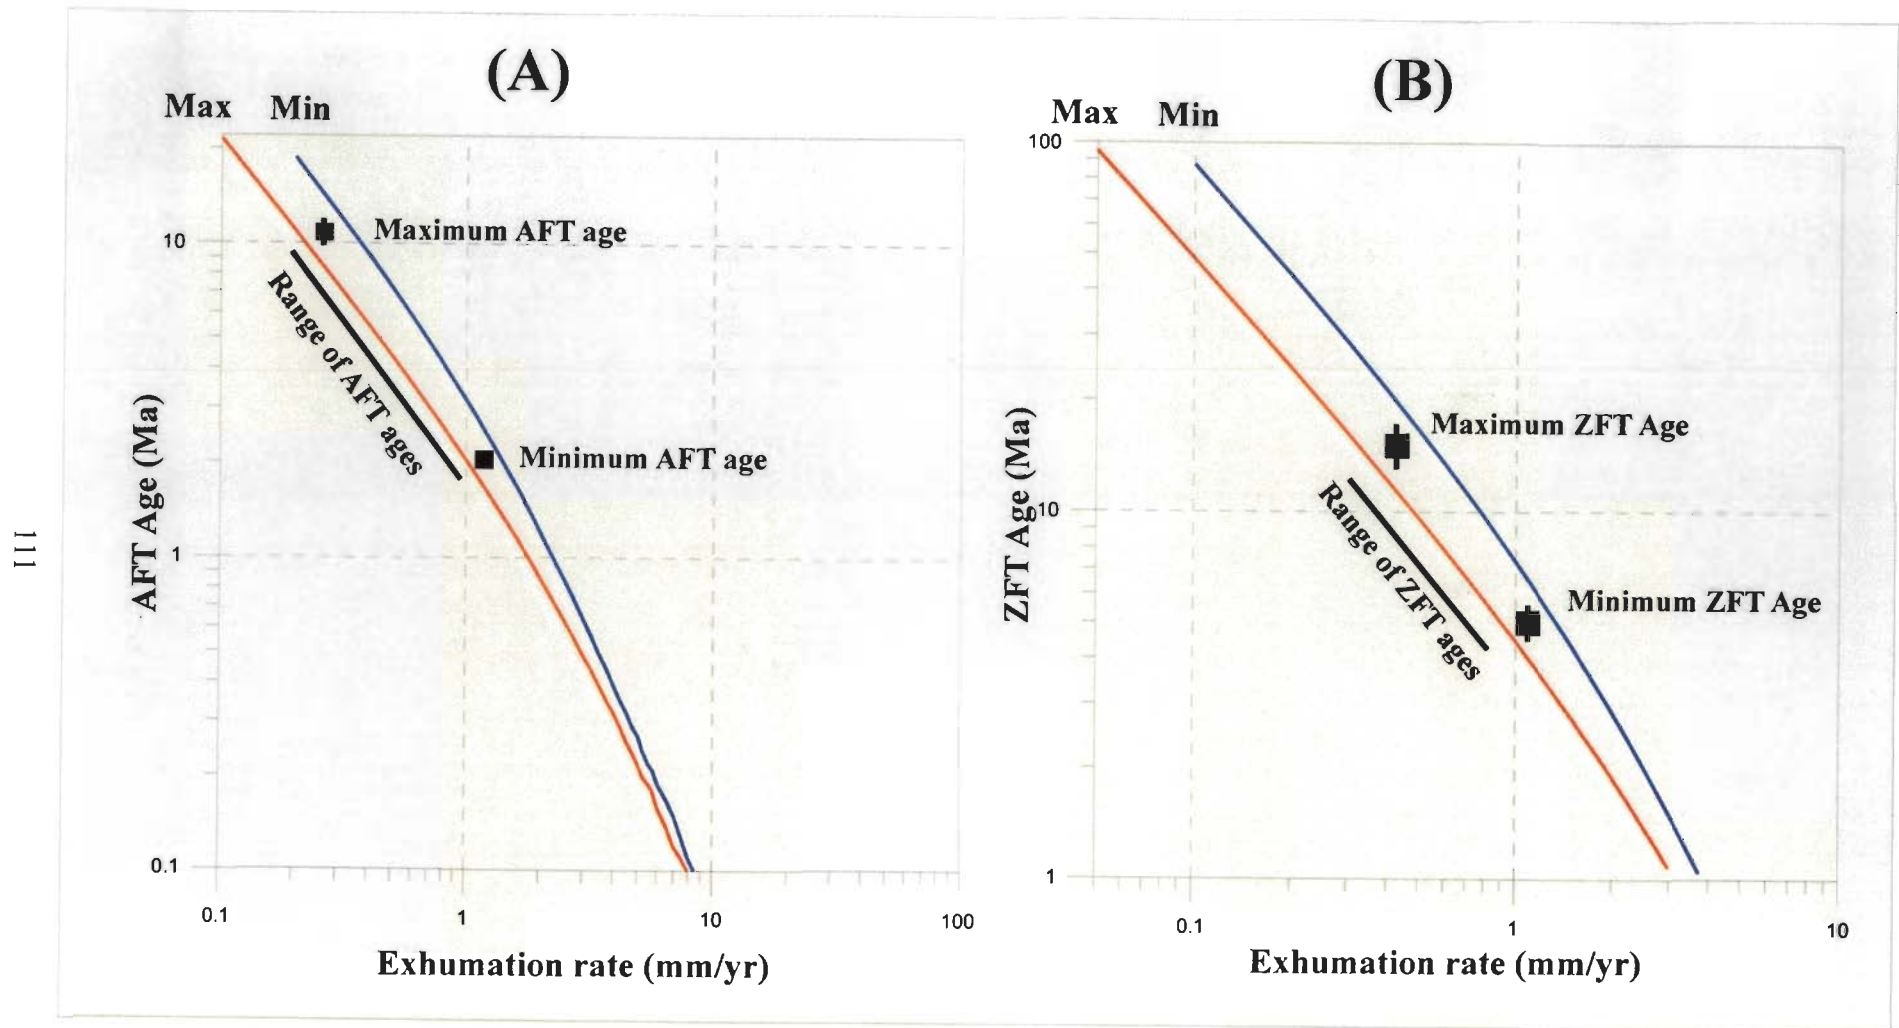 (A)
Max Min
10
1
0.1
AFT Age (Ma)
Maximum AFT age
Range of AFT ages
Minimum AFT age
0.1 1 10 100
Exhumation rate (mm/yr)
(B)
Max Min
100
10
1
ZFT Age (Ma)
Maximum ZFT Age
Range of ZFT ages
Minimum ZFT Age
0.1 1 10
Exhumation rate (mm/yr)
111